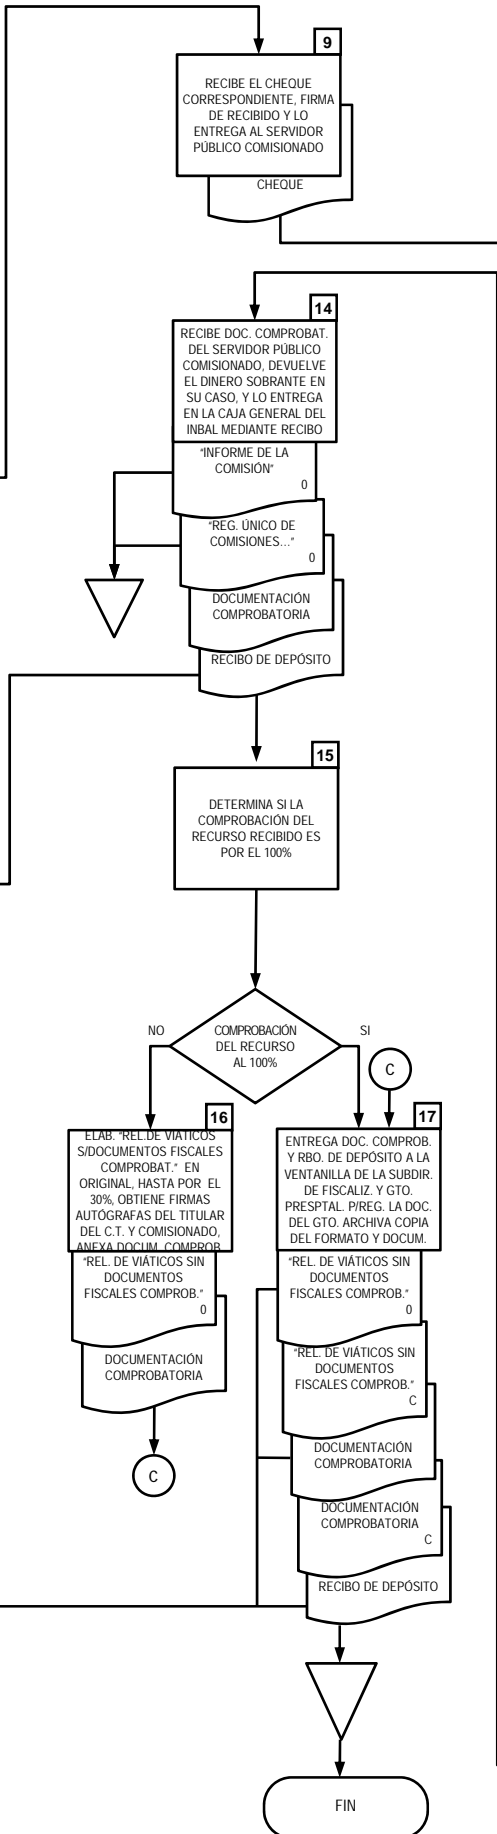 9
RECIBE EL CHEQUE
CORRESPONDIENTE, FIRMA
DE RECIBIDO Y LO
ENTREGA AL SERVIDOR
PÚBLICO COMISIONADO
CHEQUE
14
RECIBE DOC. COMPROBAT.
DEL SERVIDOR PÚBLICO
COMISIONADO, DEVUELVE
EL DINERO SOBRANTE EN
SU CASO, Y LO ENTREGA
EN LA CAJA GENERAL DEL
INBAL MEDIANTE RECIBO
"INFORME DE LA
COMISIÓN"
0
"REG. ÚNICO DE
COMISIONES..."
0
DOCUMENTACIÓN
COMPROBATORIA
RECIBO DE DEPÓSITO
15
DETERMINA SI LA
COMPROBACIÓN DEL
RECURSO RECIBIDO ES
POR EL 100%
NO
COMPROBACIÓN
DEL RECURSO
AL 100%
SI
C
16
ELAB. "REL.DE VIÁTICOS
S/DOCUMENTOS FISCALES
COMPROBAT." EN
ORIGINAL, HASTA POR EL
30%, OBTIENE FIRMAS
AUTÓGRAFAS DEL TITULAR
DEL C.T. Y COMISIONADO,
ANEXA DOCUM. COMPROB.
"REL. DE VIÁTICOS SIN
DOCUMENTOS
FISCALES COMPROB."
0
DOCUMENTACIÓN
COMPROBATORIA
C
17
ENTREGA DOC. COMPROB.
Y RBO. DE DEPÓSITO A LA
VENTANILLA DE LA SUBDIR.
DE FISCALIZ. Y GTO.
PRESPTAL. P/REG. LA DOC.
DEL GTO. ARCHIVA COPIA
DEL FORMATO Y DOCUM.
"REL. DE VIÁTICOS SIN
DOCUMENTOS
FISCALES COMPROB."
0
"REL. DE VIÁTICOS SIN
DOCUMENTOS
FISCALES COMPROB."
C
DOCUMENTACIÓN
COMPROBATORIA
DOCUMENTACIÓN
COMPROBATORIA
C
RECIBO DE DEPÓSITO
FIN